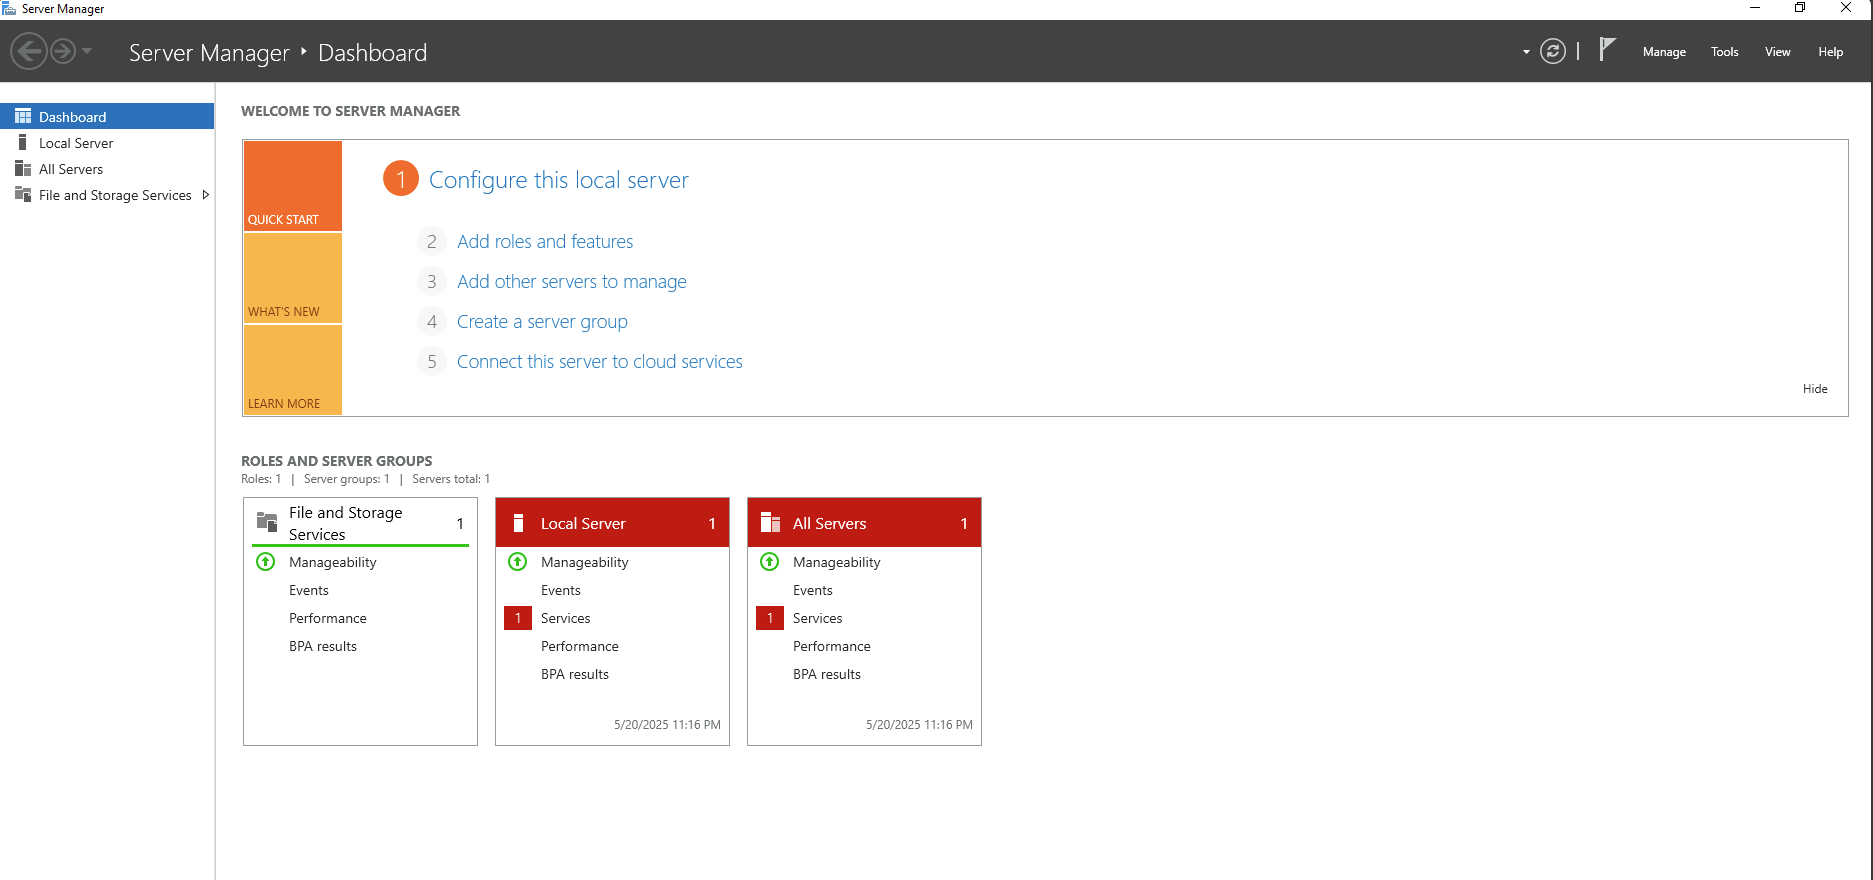 Server Manager
Server Manager ‣ Dashboard
Manage Tools View Help
Dashboard
Local Server
All Servers
File and Storage Services
WELCOME TO SERVER MANAGER
QUICK START
WHAT'S NEW
LEARN MORE
1 Configure this local server
2 Add roles and features
3 Add other servers to manage
4 Create a server group
5 Connect this server to cloud services
Hide
ROLES AND SERVER GROUPS
Roles: 1 | Server groups: 1 | Servers total: 1
File and Storage
Services 1
Manageability
Events
Performance
BPA results
Local Server 1
Manageability
Events
1 Services
Performance
BPA results
5/20/2025 11:16 PM
All Servers 1
Manageability
Events
1 Services
Performance
BPA results
5/20/2025 11:16 PM